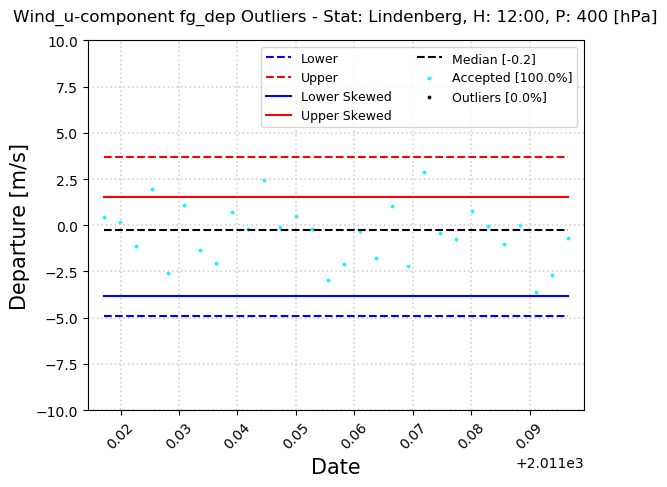 Wind_u-component fg_dep Outliers - Stat: Lindenberg, H: 12:00, P: 400 [hPa]
10.0
7.5
5.0
2.5
0.0
−2.5
−5.0
−7.5
−10.0
Departure [m/s]
Lower
Upper
Lower Skewed
Upper Skewed
Median [-0.2]
Accepted [100.0%]
Outliers [0.0%]
0.02
0.03
0.04
0.05
0.06
0.07
0.08
0.09
+2.011e3
Date